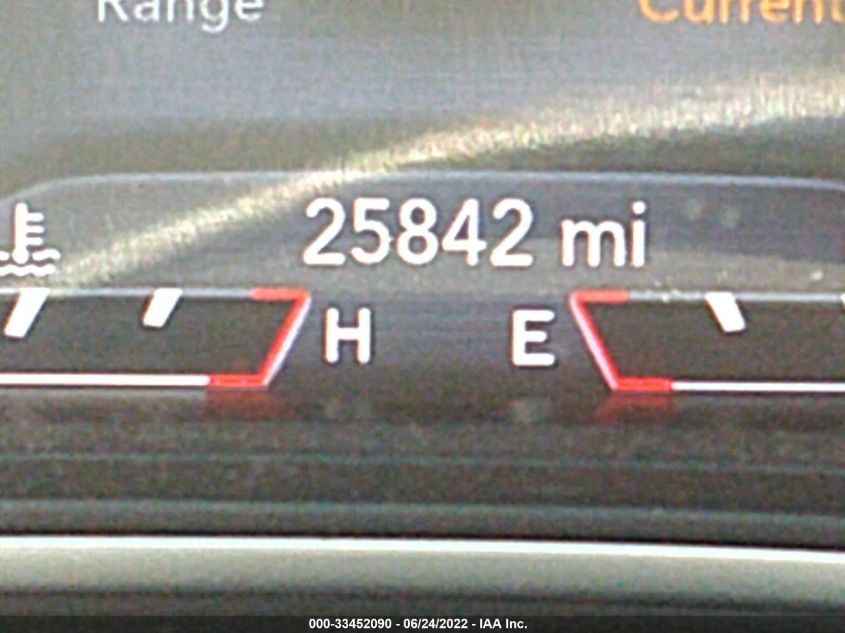 Range Current
25842 mi
H E
000-33452090 - 06/24/2022 - IAA Inc.